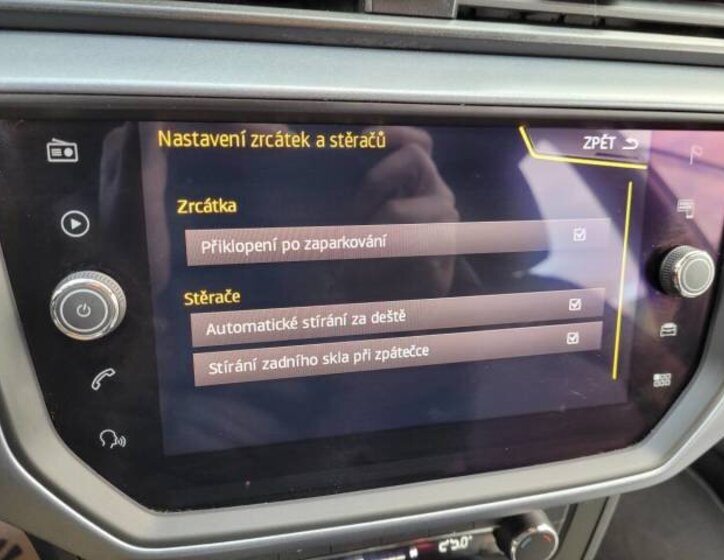 Nastavení zrcátek a stěračů
ZPĚT
Zrcátka
Přiklopení po zaparkování
Stěrače
Automatické stírání za deště
Stírání zadního skla při zpátečce